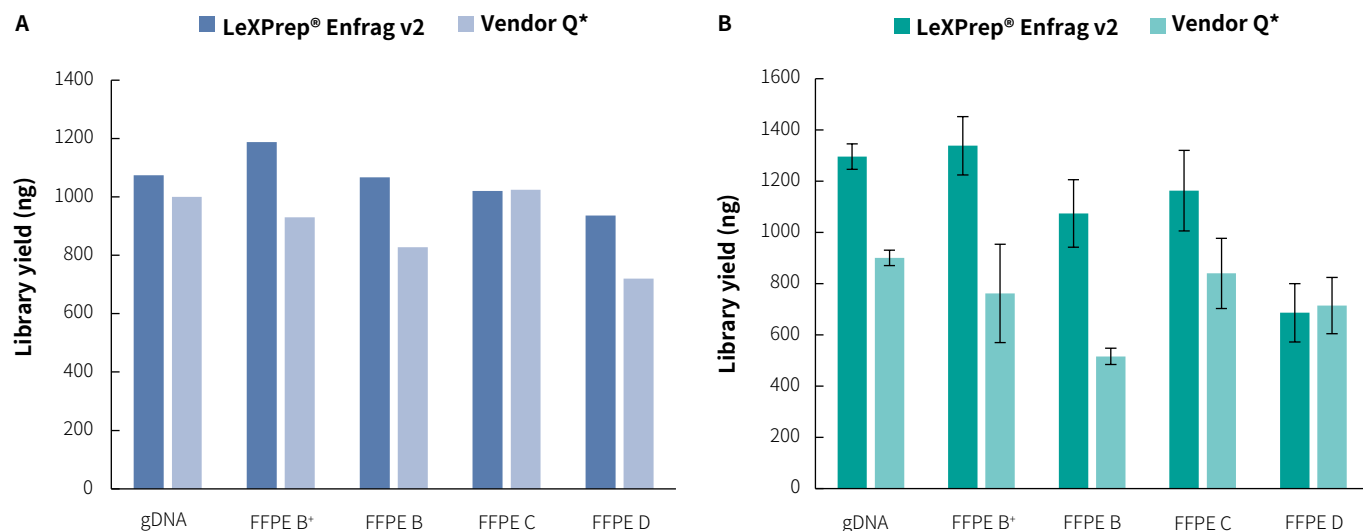 A
LeXPrep® Enfrag v2 Vendor Q*
Library yield (ng)
1400
1200
1000
800
600
400
200
0
gDNA FFPE B⁺ FFPE B FFPE C FFPE D
B
LeXPrep® Enfrag v2 Vendor Q*
Library yield (ng)
1600
1400
1200
1000
800
600
400
200
0
gDNA FFPE B⁺ FFPE B FFPE C FFPE D